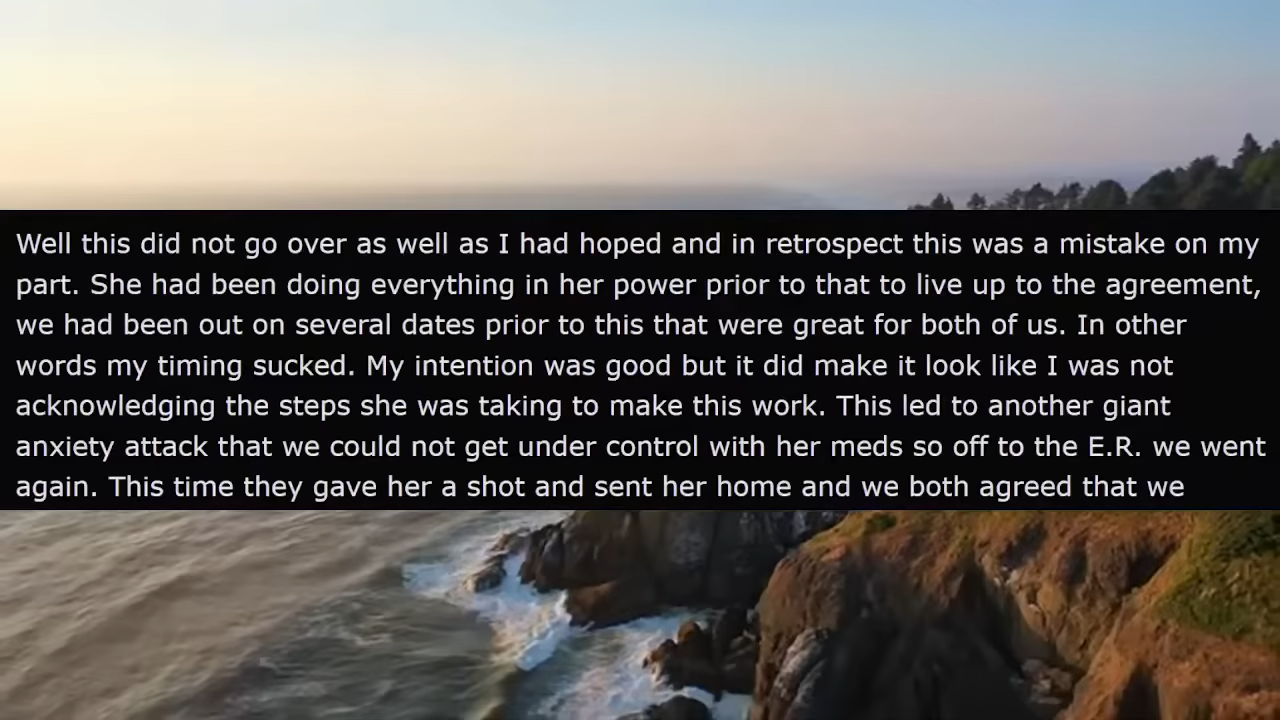 Well this did not go over as well as I had hoped and in retrospect this was a mistake on my
part. She had been doing everything in her power prior to that to live up to the agreement,
we had been out on several dates prior to this that were great for both of us. In other
words my timing sucked. My intention was good but it did make it look like I was not
acknowledging the steps she was taking to make this work. This led to another giant
anxiety attack that we could not get under control with her meds so off to the E.R. we went
again. This time they gave her a shot and sent her home and we both agreed that we